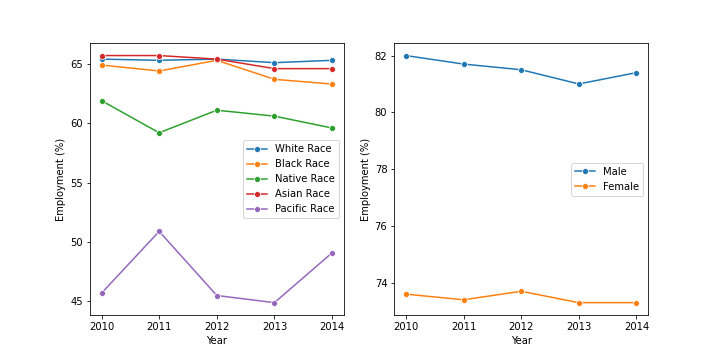 65
60
55
50
45
Employment (%)
2010 2011 2012 2013 2014
Year
White Race
Black Race
Native Race
Asian Race
Pacific Race
82
80
78
76
74
Employment (%)
2010 2011 2012 2013 2014
Year
Male
Female